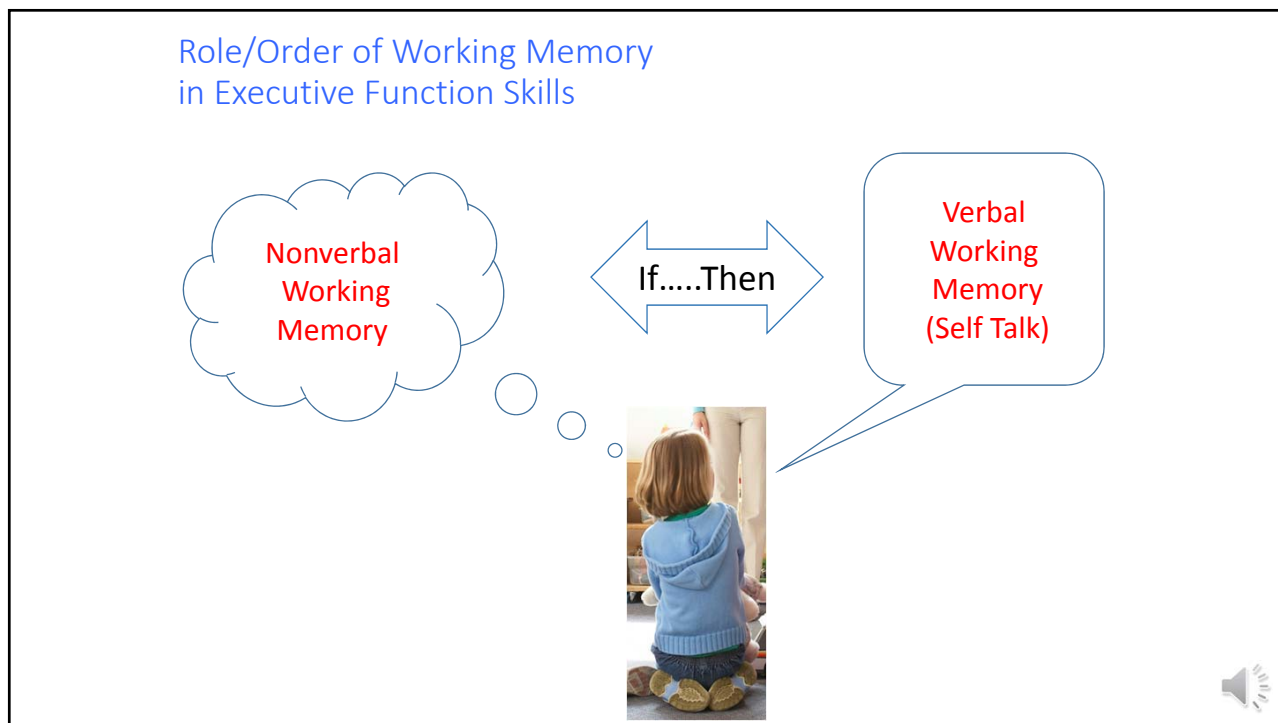 Role/Order of Working Memory
in Executive Function Skills
Nonverbal
Working
Memory
If.....Then
Verbal
Working
Memory
(Self Talk)